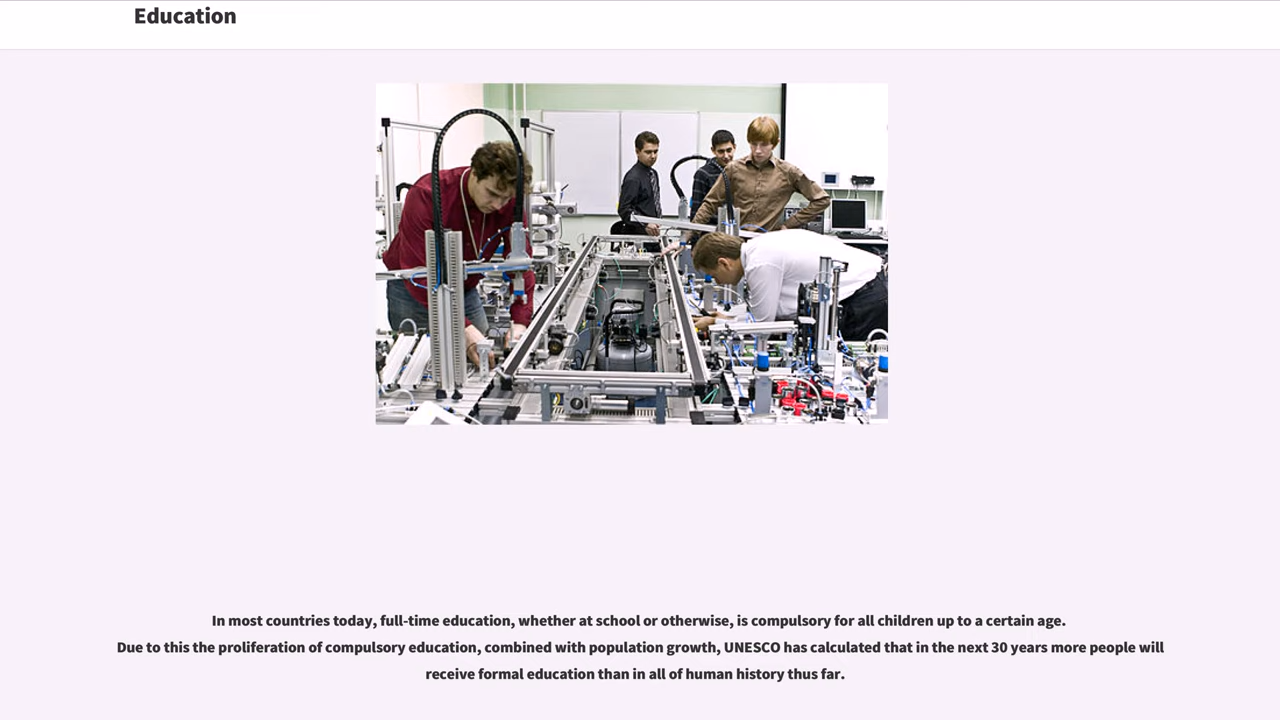 Education
In most countries today, full-time education, whether at school or otherwise, is compulsory for all children up to a certain age.
Due to this the proliferation of compulsory education, combined with population growth, UNESCO has calculated that in the next 30 years more people will
receive formal education than in all of human history thus far.